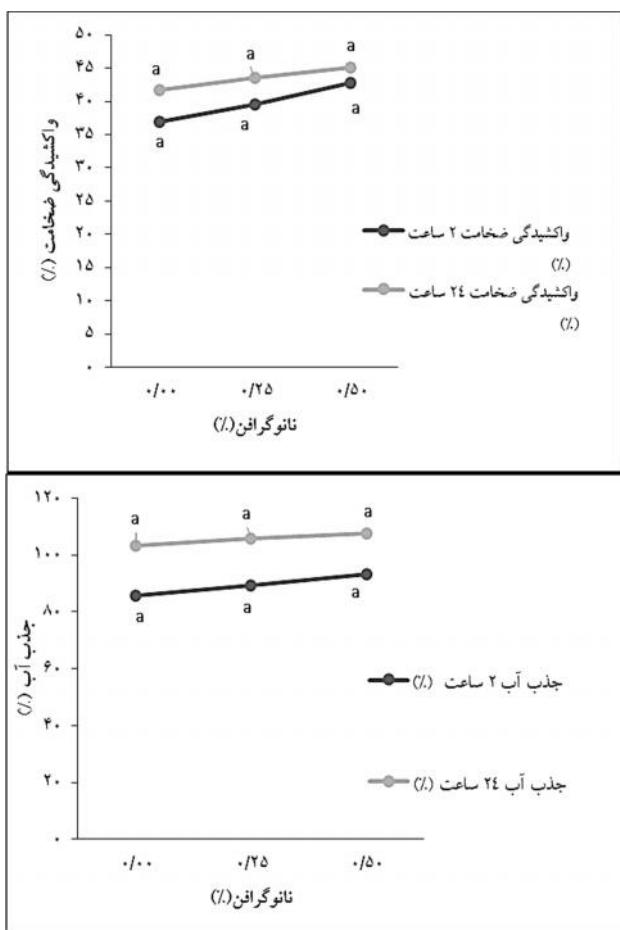 ۵۰
۴۵
۴۰
۳۵
۳۰
۲۵
۲۰
۱۵
۱۰
۵
۰
واکشیدگی ضخامت (٪)
a
a
a
a
a
a
واکشیدگی ضخامت ۲ ساعت
(٪)
واکشیدگی ضخامت ۲٤ ساعت
(٪)
۰/۰۰
۰/۲۵
۰/۵۰
نانوگرافن(٪)
۱۲۰
۱۰۰
۸۰
۶۰
۴۰
۲۰
۰
جذب آب (٪)
a
a
a
a
a
a
جذب آب ۲ ساعت (٪)
جذب آب ۲٤ ساعت (٪)
۰/۰۰
۰/۲۵
۰/۵۰
نانوگرافن(٪)